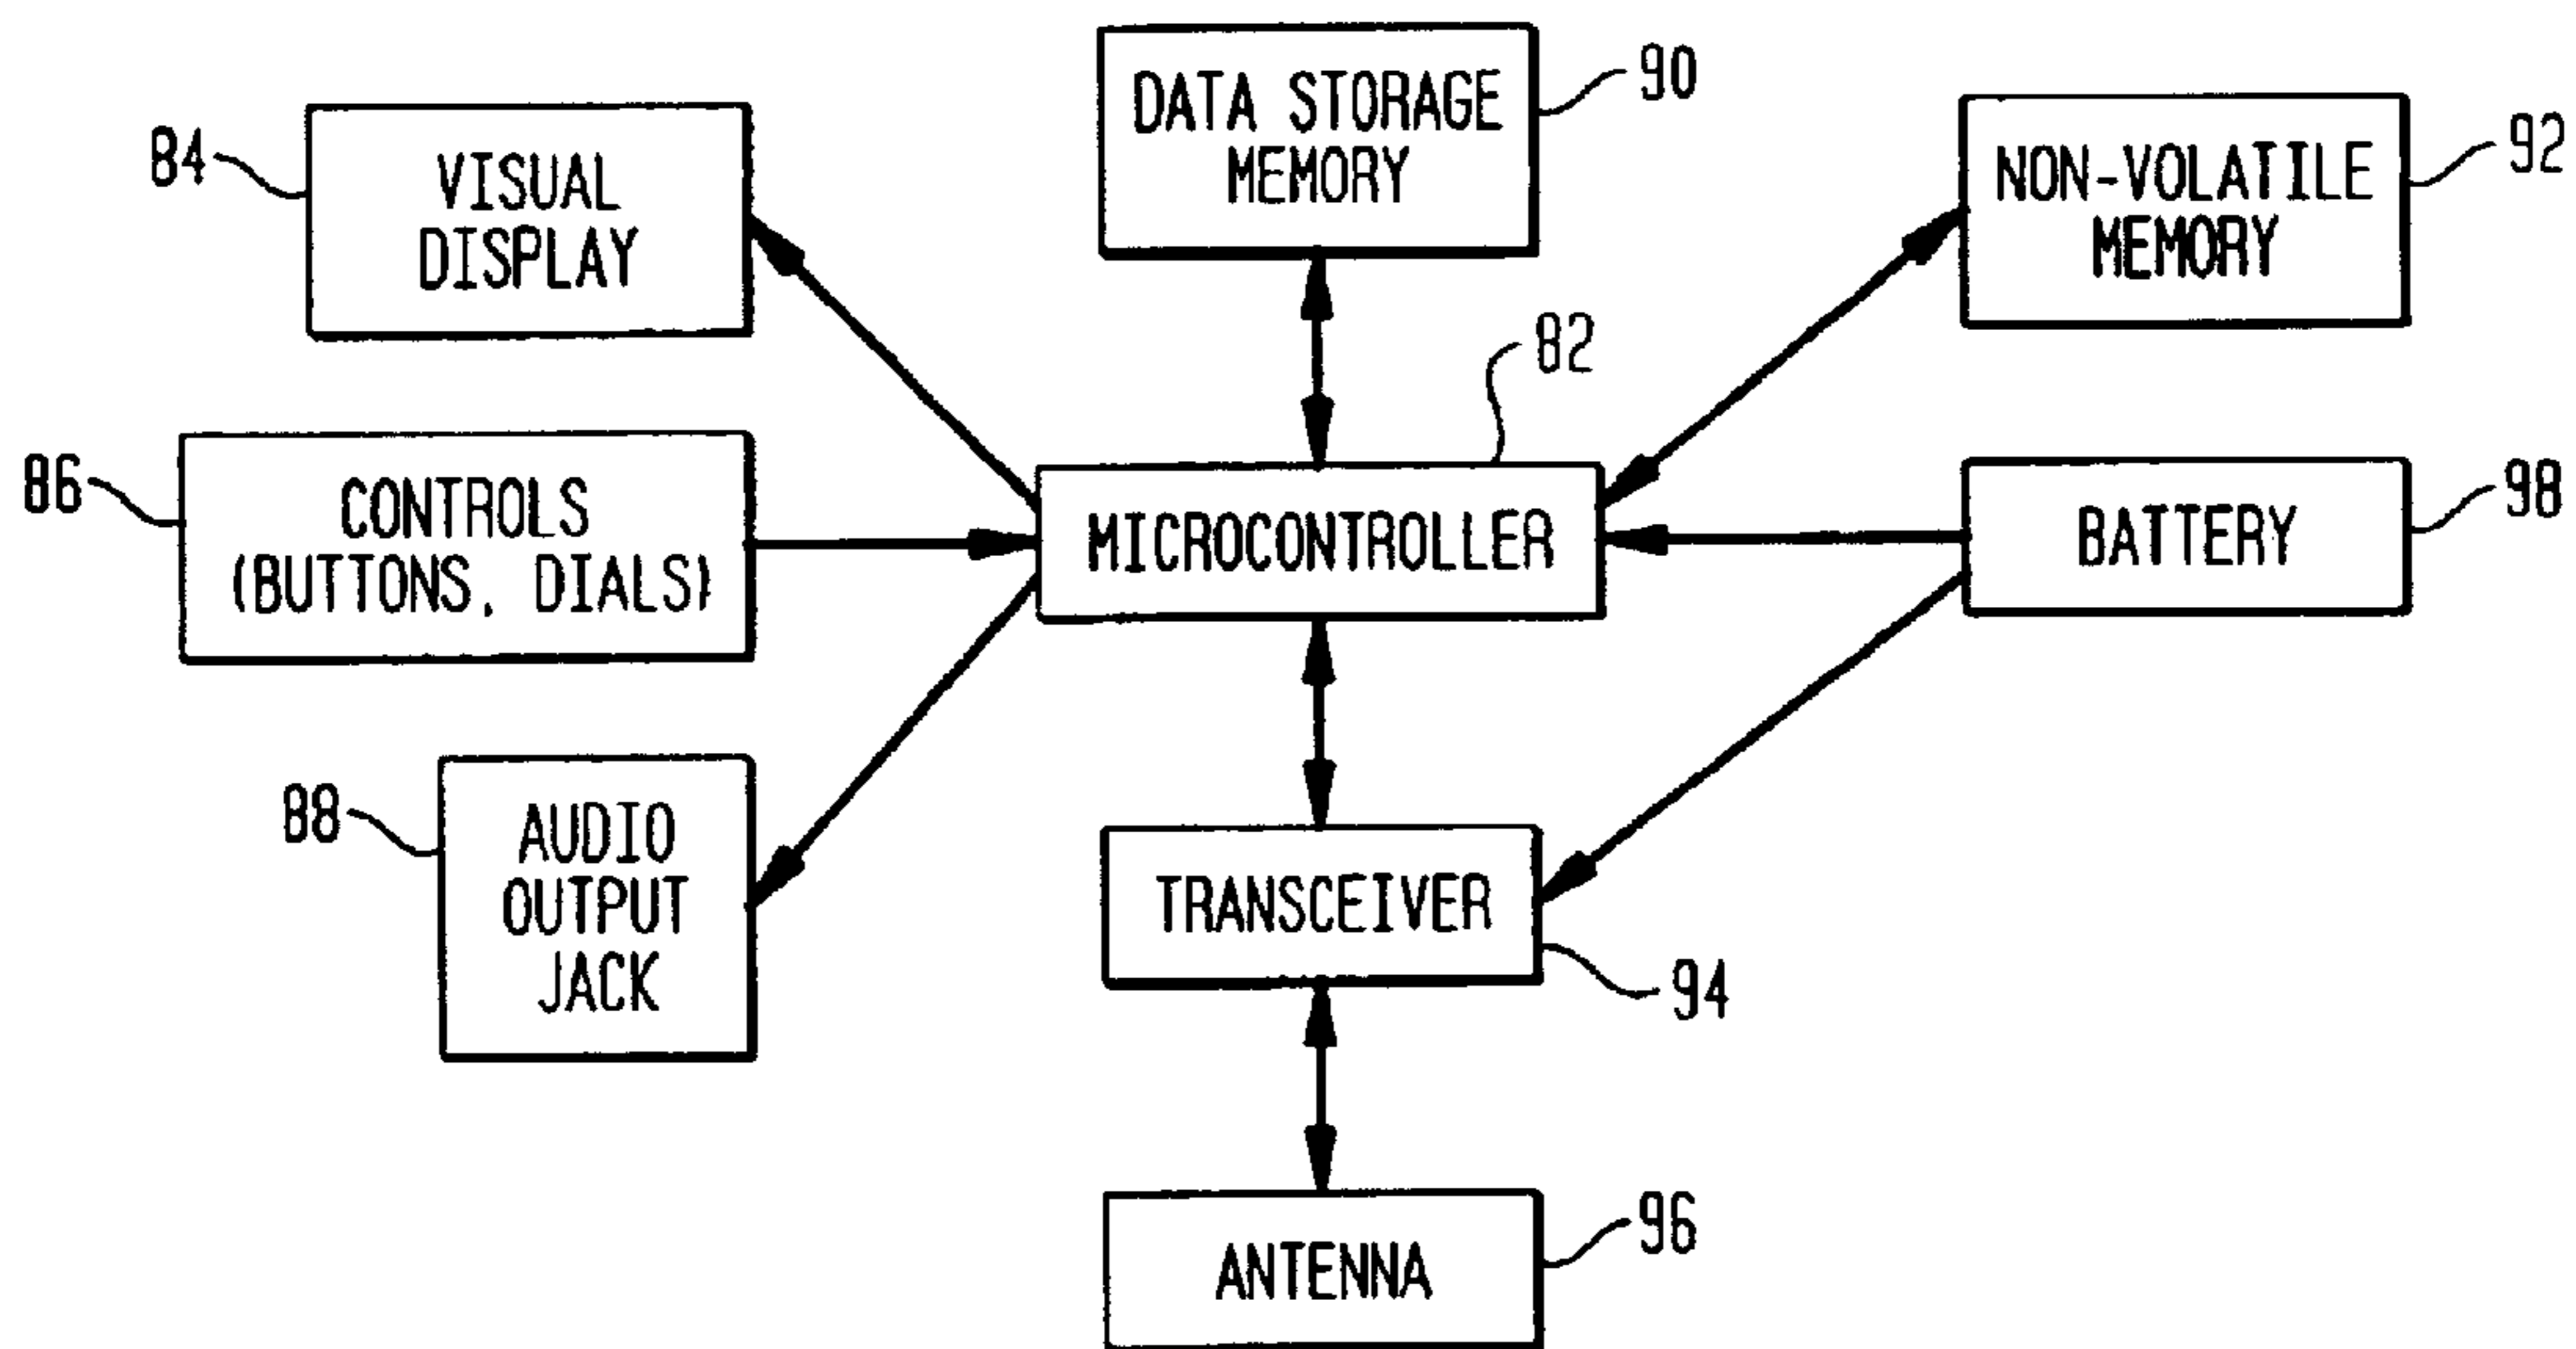 90
DATA STORAGE
MEMORY
84
VISUAL
DISPLAY
92
NON-VOLATILE
MEMORY
82
86
CONTROLS
(BUTTONS, DIALS)
MICROCONTROLLER
98
BATTERY
88
AUDIO
OUTPUT
JACK
TRANSCEIVER
94
96
ANTENNA